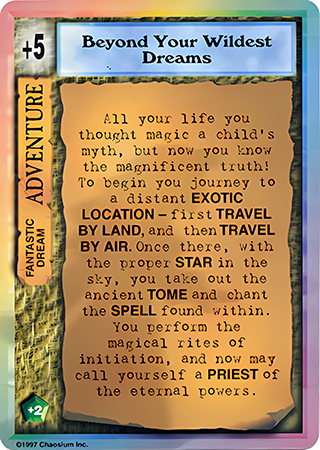 +5
Beyond Your Wildest
Dreams
FANTASTIC
DREAM
ADVENTURE
All your life you
thought magic a child's
myth, but now you know
the magnificent truth!
To begin you journey to
a distant EXOTIC
LOCATION – first TRAVEL
BY LAND, and then TRAVEL
BY AIR. Once there, with
the proper STAR in the
sky, you take out the
ancient TOME and chant
the SPELL found within.
You perform the
magical rites of
initiation, and now may
call yourself a PRIEST of
the eternal powers.
+2
©1997 Chaosium Inc.